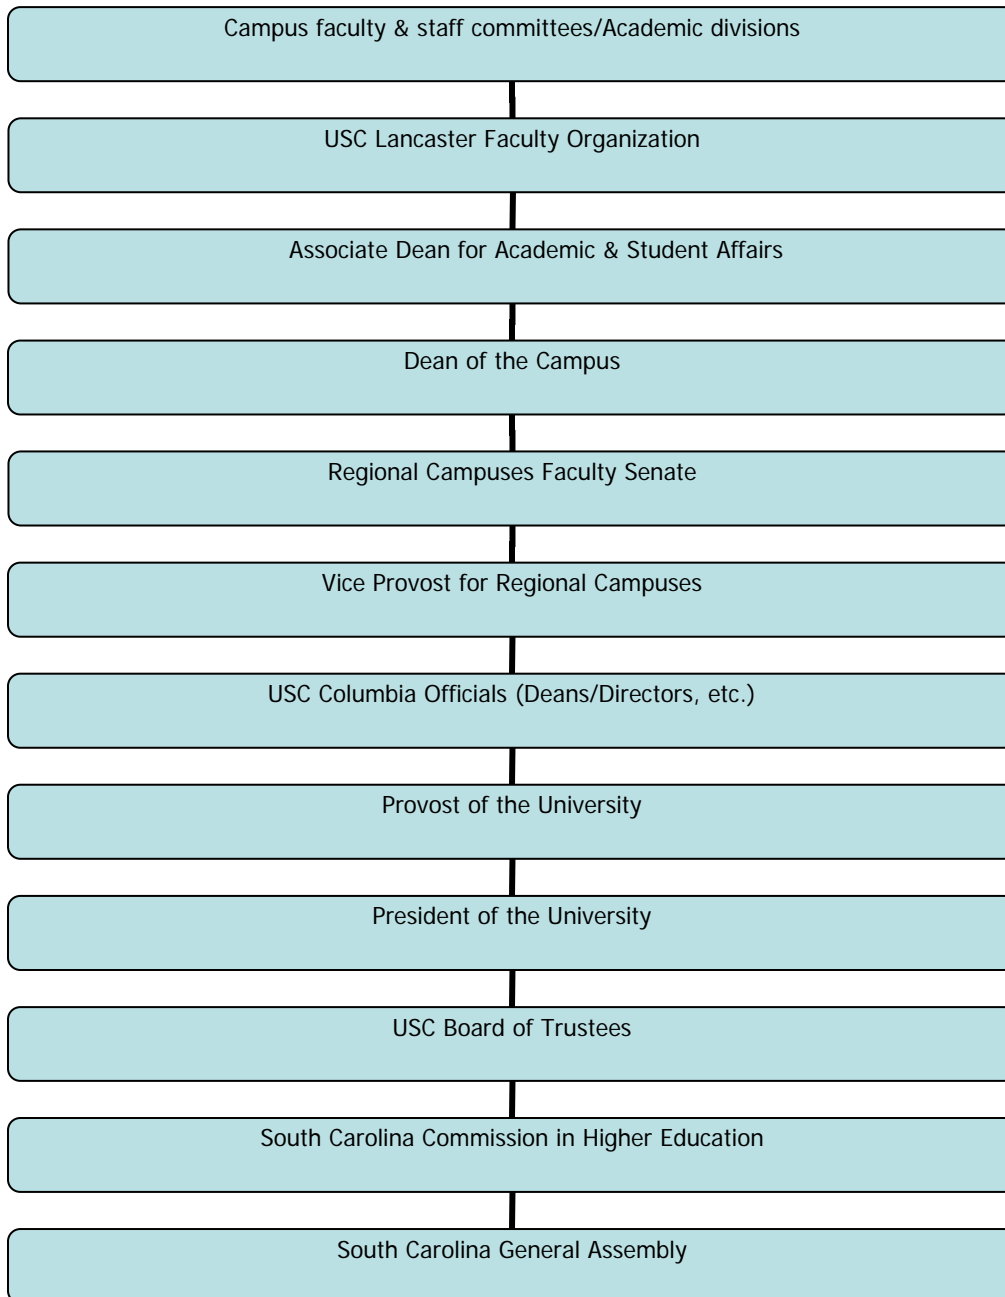 Campus faculty & staff committees/Academic divisions
USC Lancaster Faculty Organization
Associate Dean for Academic & Student Affairs
Dean of the Campus
Regional Campuses Faculty Senate
Vice Provost for Regional Campuses
USC Columbia Officials (Deans/Directors, etc.)
Provost of the University
President of the University
USC Board of Trustees
South Carolina Commission in Higher Education
South Carolina General Assembly